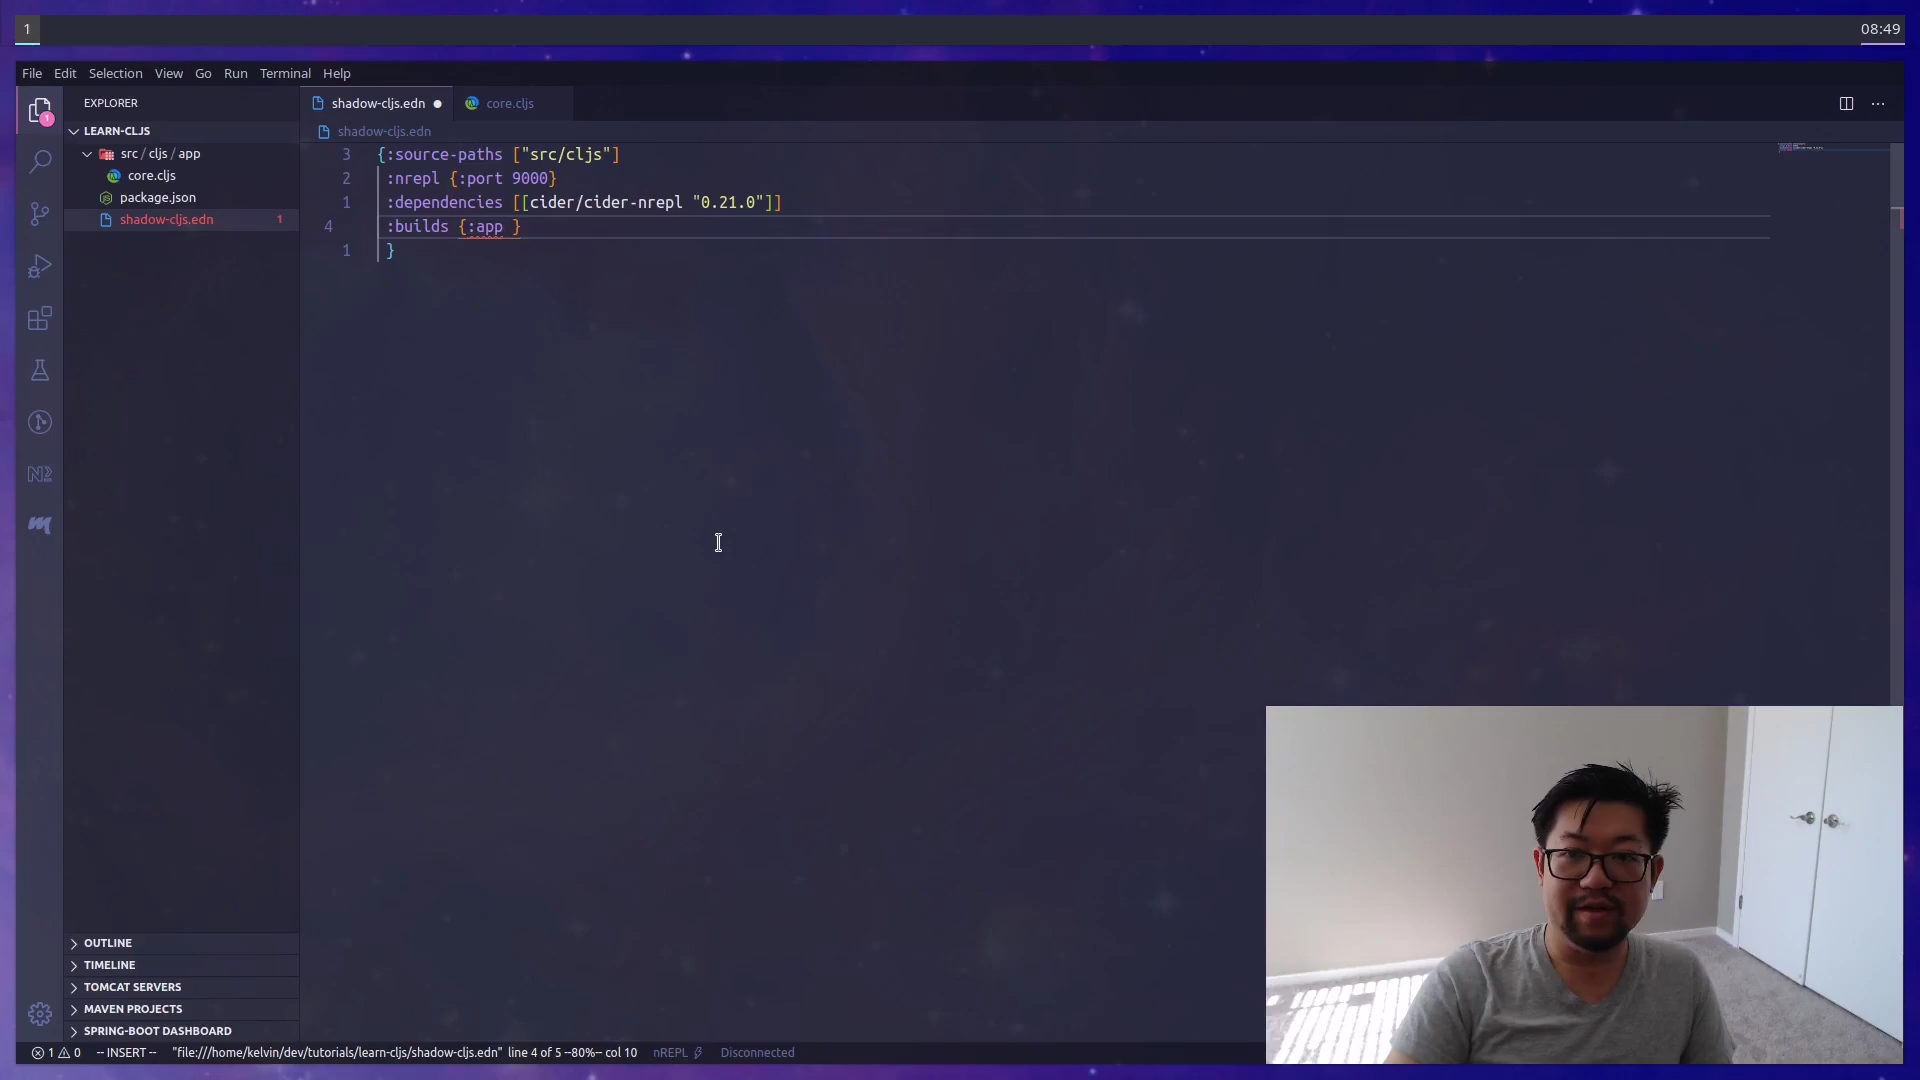 1
08:49
File Edit Selection View Go Run Terminal Help
EXPLORER
LEARN-CLJS
src / cljs / app
core.cljs
package.json
shadow-cljs.edn 1
shadow-cljs.edn
core.cljs
shadow-cljs.edn
3 {:source-paths ["src/cljs"]
2 :nrepl {:port 9000}
1 :dependencies [[cider/cider-nrepl "0.21.0"]]
4 :builds {:app }
1 }
1
OUTLINE
TIMELINE
TOMCAT SERVERS
MAVEN PROJECTS
SPRING-BOOT DASHBOARD
1 0 -- INSERT -- "file:///home/kelvin/dev/tutorials/learn-cljs/shadow-cljs.edn" line 4 of 5 --80%-- col 10 nREPL Disconnected